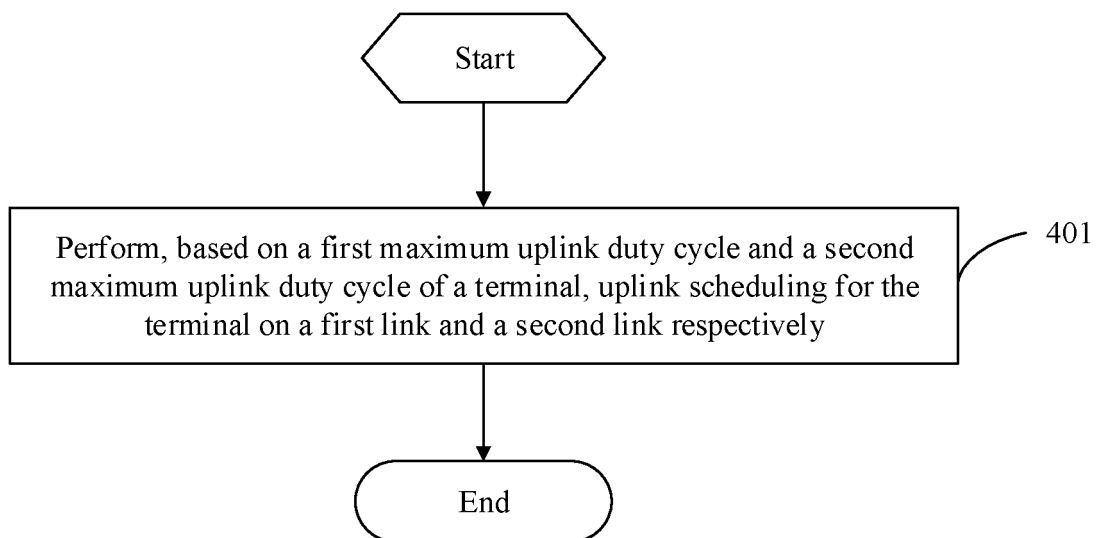 Start
Perform, based on a first maximum uplink duty cycle and a second
maximum uplink duty cycle of a terminal, uplink scheduling for the
terminal on a first link and a second link respectively
401
End